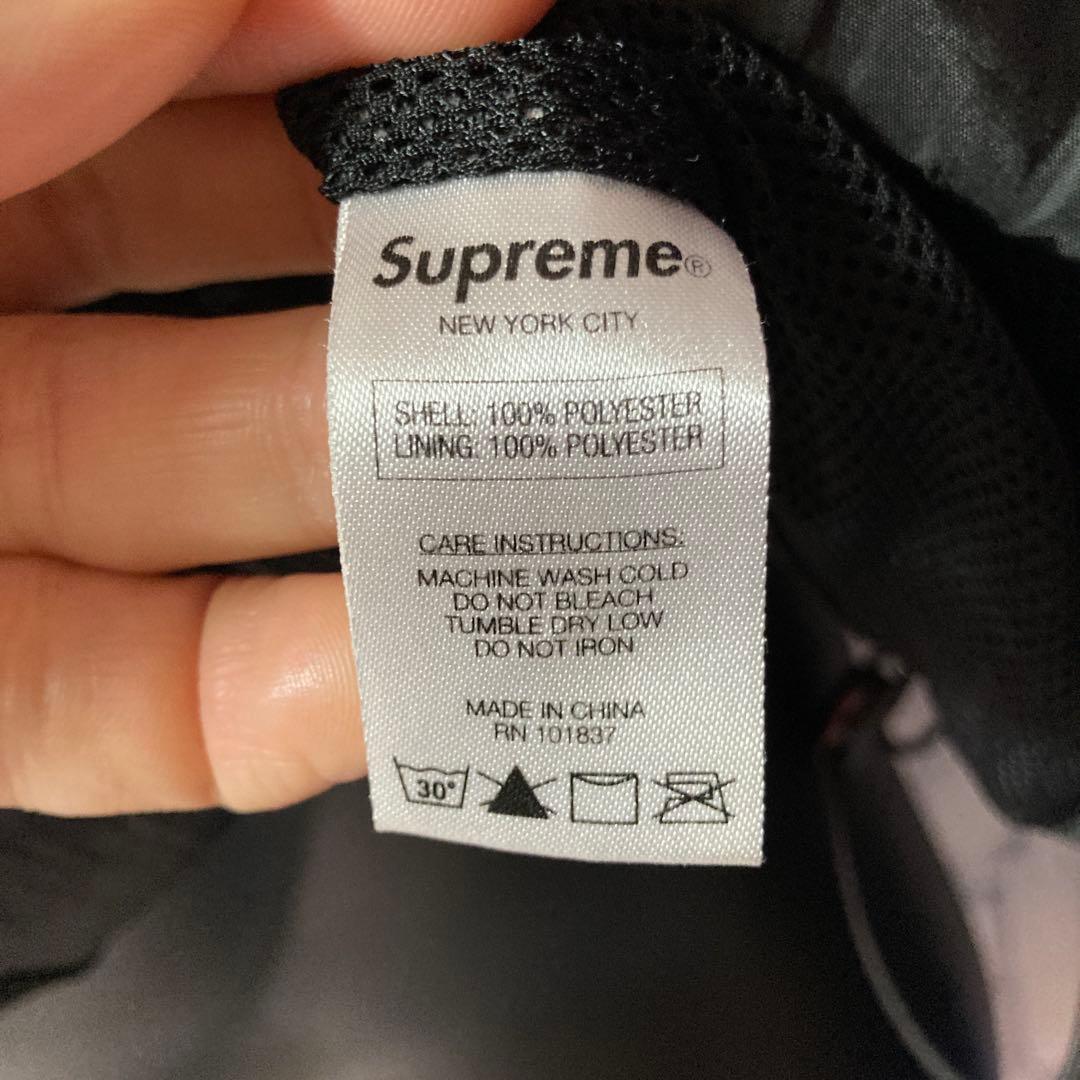 Supreme®
NEW YORK CITY
SHELL: 100% POLYESTER
LINING: 100% POLYESTER
CARE INSTRUCTIONS.
MACHINE WASH COLD
DO NOT BLEACH
TUMBLE DRY LOW
DO NOT IRON
MADE IN CHINA
RN 101837
30°